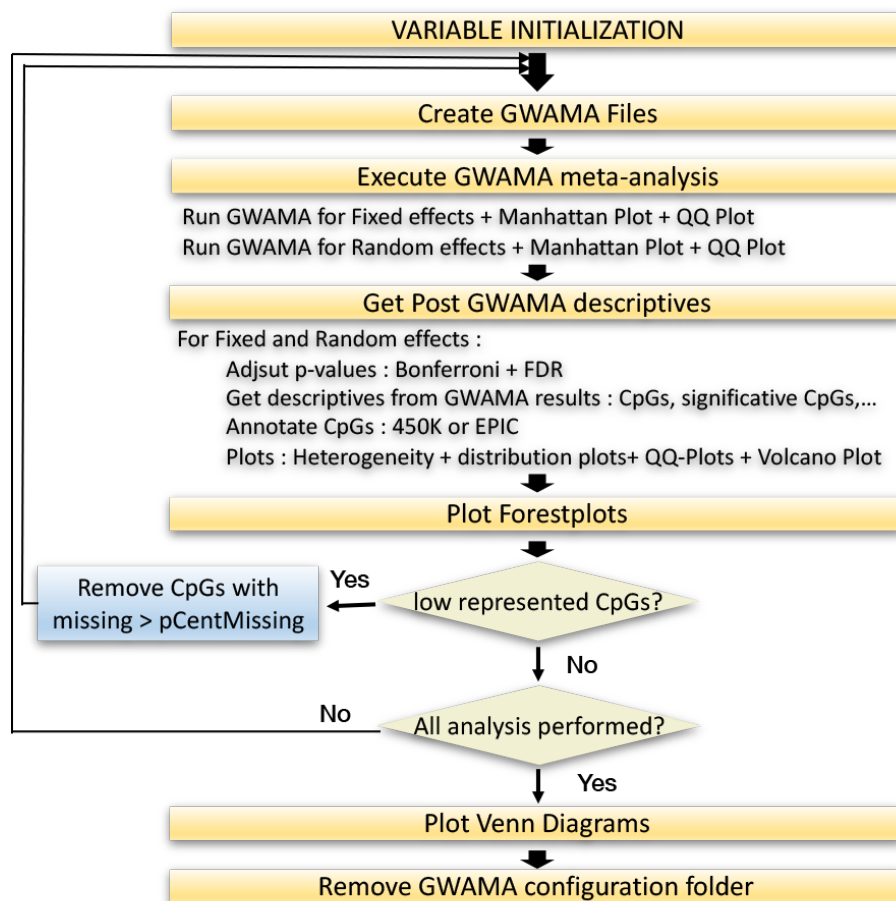 VARIABLE INITIALIZATION
Create GWAMA Files
Execute GWAMA meta-analysis
Run GWAMA for Fixed effects + Manhattan Plot + QQ Plot
Run GWAMA for Random effects + Manhattan Plot + QQ Plot
Get Post GWAMA descriptives
For Fixed and Random effects :
Adjsut p-values : Bonferroni + FDR
Get descriptives from GWAMA results : CpGs, significative CpGs,...
Annotate CpGs : 450K or EPIC
Plots : Heterogeneity + distribution plots+ QQ-Plots + Volcano Plot
Plot Forestplots
low represented CpGs?
Yes
Remove CpGs with
missing > pCentMissing
No
All analysis performed?
No
Yes
Plot Venn Diagrams
Remove GWAMA configuration folder